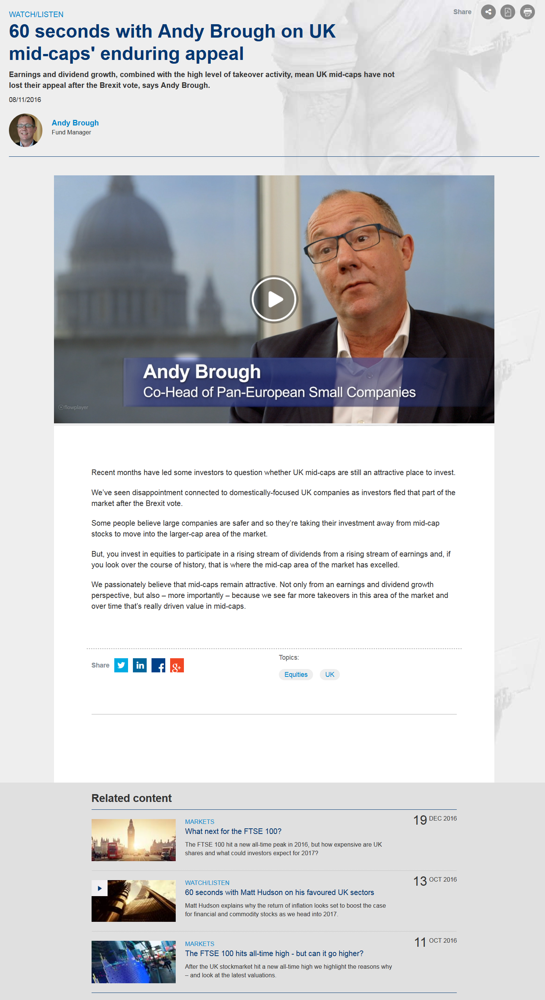 Share
WATCH/LISTEN
60 seconds with Andy Brough on UK
mid-caps' enduring appeal
Earnings and dividend growth, combined with the high level of takeover activity, mean UK mid-caps have not
lost their appeal after the Brexit vote, says Andy Brough.
08/11/2016
Andy Brough
Fund Manager
Andy Brough
Co-Head of Pan-European Small Companies
flowplayer
Recent months have led some investors to question whether UK mid-caps are still an attractive place to invest.
We’ve seen disappointment connected to domestically-focused UK companies as investors fled that part of the
market after the Brexit vote.
Some people believe large companies are safer and so they’re taking their investment away from mid-cap
stocks to move into the larger-cap area of the market.
But, you invest in equities to participate in a rising stream of dividends from a rising stream of earnings and, if
you look over the course of history, that is where the mid-cap area of the market has excelled.
We passionately believe that mid-caps remain attractive. Not only from an earnings and dividend growth
perspective, but also – more importantly – because we see far more takeovers in this area of the market and
over time that’s really driven value in mid-caps.
Share
Topics:
Equities UK
Related content
MARKETS
19 DEC 2016
What next for the FTSE 100?
The FTSE 100 hit a new all-time peak in 2016, but how expensive are UK
shares and what could investors expect for 2017?
WATCH/LISTEN
13 OCT 2016
60 seconds with Matt Hudson on his favoured UK sectors
Matt Hudson explains why the return of inflation looks set to boost the case
for financial and commodity stocks as we head into 2017.
MARKETS
11 OCT 2016
The FTSE 100 hits all-time high - but can it go higher?
After the UK stockmarket hit a new all-time high we highlight the reasons why
– and look at the latest valuations.